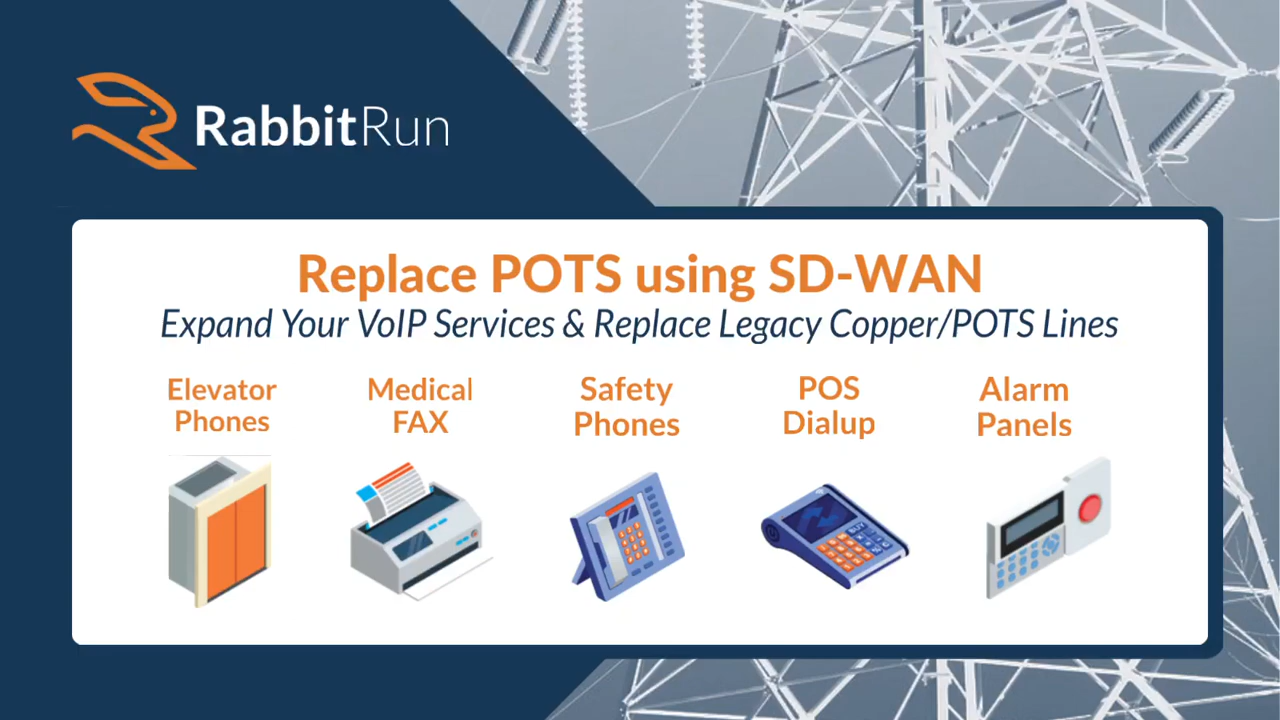 RabbitRun
Replace POTS using SD-WAN
Expand Your VoIP Services & Replace Legacy Copper/POTS Lines
Elevator
Phones
Medical
FAX
Safety
Phones
POS
Dialup
Alarm
Panels